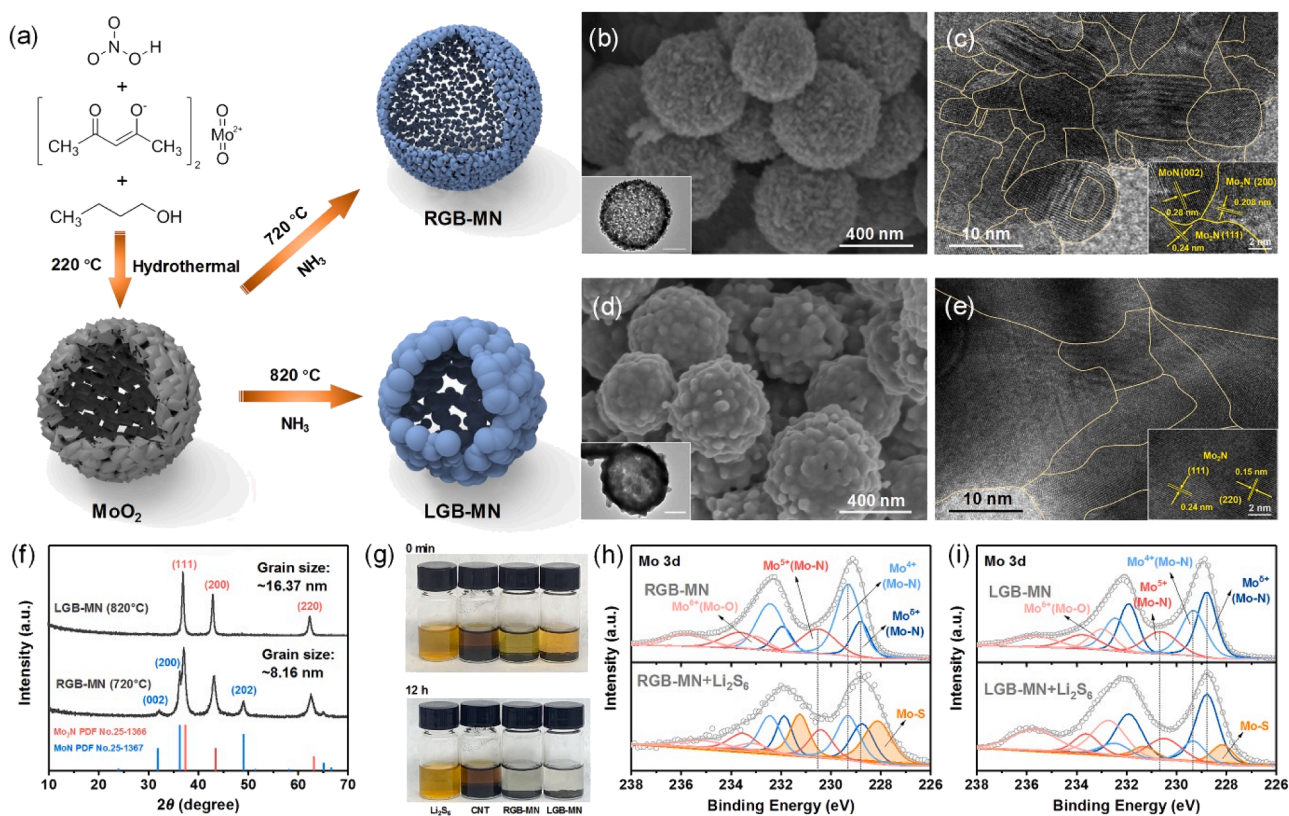 (a)
O
N
O
O
H
+
O
O-
CH₃
CH₃
2
O
Mo²⁺
O
+
CH₃
OH
220 °C
Hydrothermal
MoO₂
720 °C
NH₃
RGB-MN
820 °C
NH₃
LGB-MN
(b)
400 nm
(c)
10 nm
MoN (002)
0.28 nm
Mo₂N (200)
0.208 nm
Mo₂N (111)
0.24 nm
2 nm
(d)
400 nm
(e)
10 nm
Mo₂N
(111)
0.24 nm
0.15 nm
(220)
2 nm
(f)
(111)
(200)
(220)
Grain size:
~16.37 nm
LGB-MN (820°C)
(200)
(002)
(202)
Grain size:
~8.16 nm
RGB-MN (720°C)
Mo₂N PDF No.25-1366
MoN PDF No.25-1367
Intensity (a.u.)
10 20 30 40 50 60 70
2θ (degree)
(g)
0 min
12 h
Li₂S₆ CNT RGB-MN LGB-MN
(h)
Mo 3d
RGB-MN
Mo⁶⁺(Mo-O)
Mo⁵⁺(Mo-N)
Mo⁴⁺
(Mo-N)
Mo^δ+
(Mo-N)
RGB-MN+Li₂S₆
Mo-S
Intensity (a.u.)
238 236 234 232 230 228 226
Binding Energy (eV)
(i)
Mo 3d
LGB-MN
Mo⁶⁺(Mo-O)
Mo⁴⁺(Mo-N)
Mo⁵⁺
(Mo-N)
Mo^δ+
(Mo-N)
LGB-MN+Li₂S₆
Mo-S
Intensity (a.u.)
238 236 234 232 230 228 226
Binding Energy (eV)